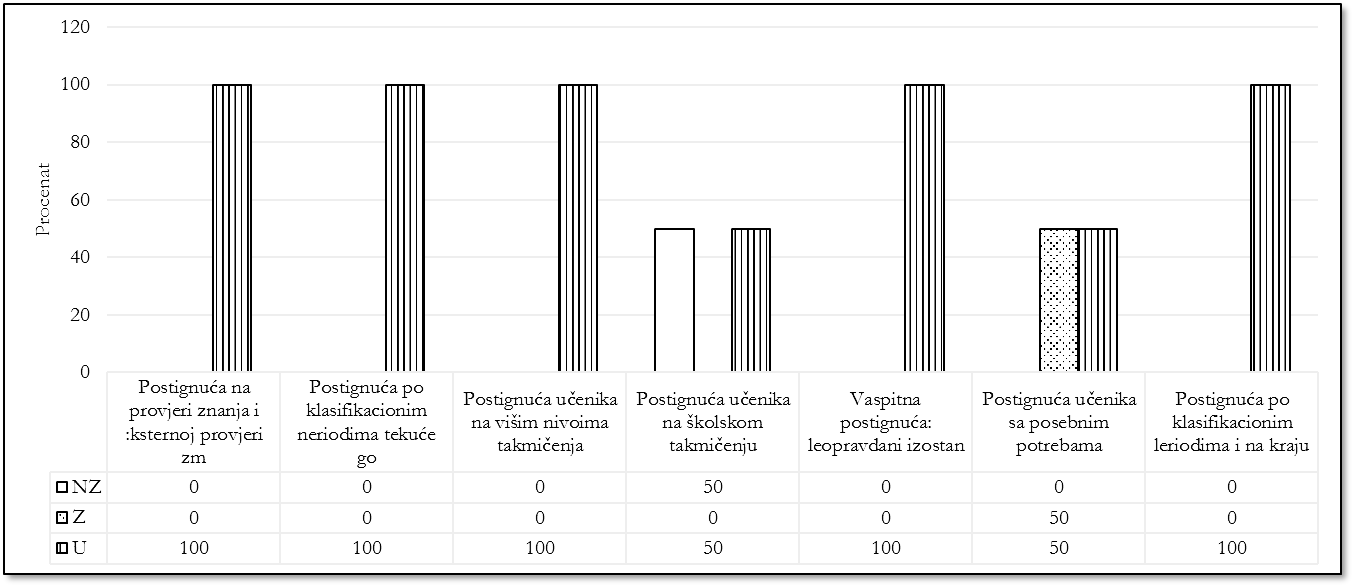 120
100
80
60
40
20
0
Procenat
Postignuća na
provjeri znanja i
:ksternoj provjeri
zm
Postignuća po
klasifikacionim
neriodima tekuće
go
Postignuća učenika
na višim nivoima
takmičenja
Postignuća učenika
na školskom
takmičenju
Vaspitna
postignuća:
leopravdani izostan
Postignuća učenika
sa posebnim
potrebama
Postignuća po
klasifikacionim
leriodima i na kraju
NZ 0 0 0 50 0 0 0
Z 0 0 0 0 0 50 0
U 100 100 100 50 100 50 100